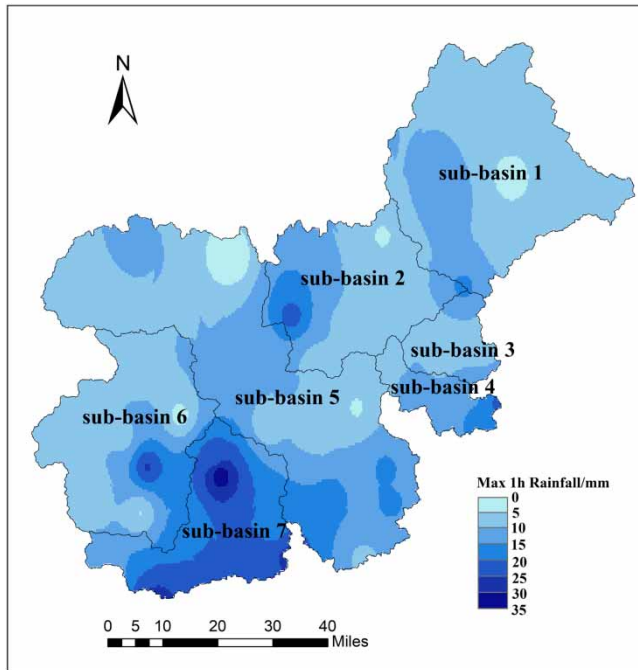 N
sub-basin 1
sub-basin 2
sub-basin 3
sub-basin 4
sub-basin 5
sub-basin 6
sub-basin 7
Max 1h Rainfall/mm
0
5
10
15
20
25
30
35
0 5 10 20 30 40
Miles